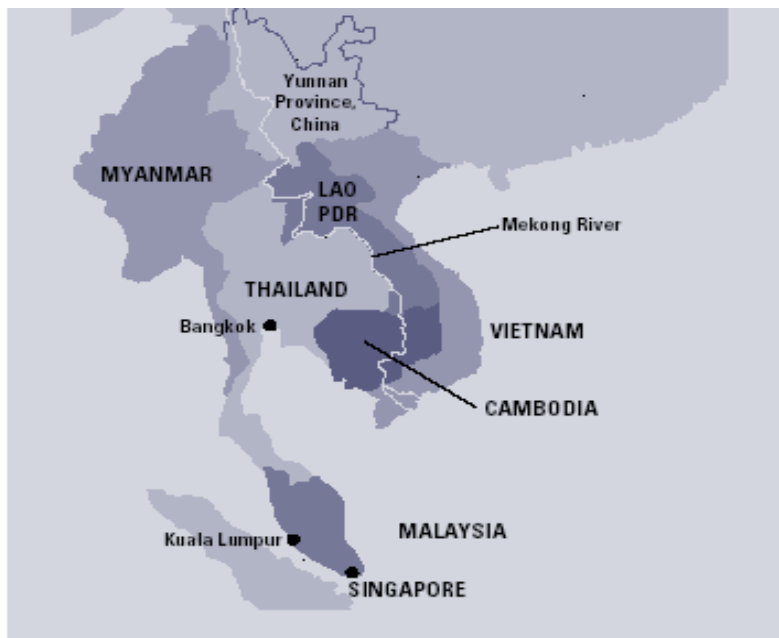 Yunnan
Province,
China
MYANMAR
LAO
PDR
Mekong River
THAILAND
Bangkok
VIETNAM
CAMBODIA
MALAYSIA
Kuala Lumpur
SINGAPORE